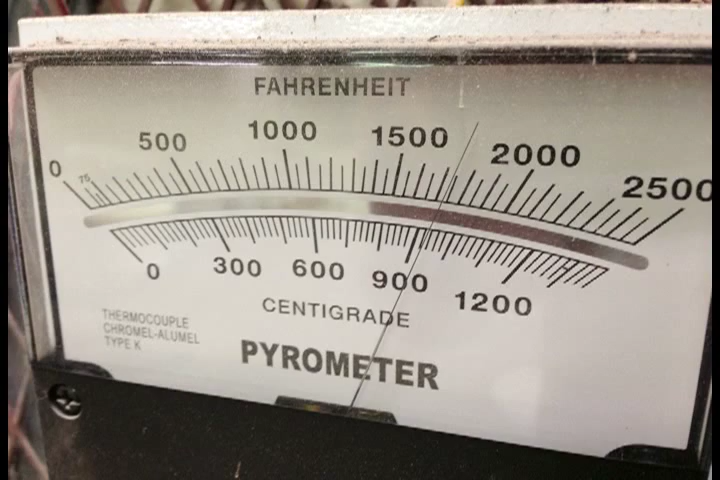 FAHRENHEIT
0 75 500 1000 1500 2000 2500
0 300 600 900 1200
CENTIGRADE
THERMOCOUPLE
CHROMEL-ALUMEL
TYPE K
PYROMETER